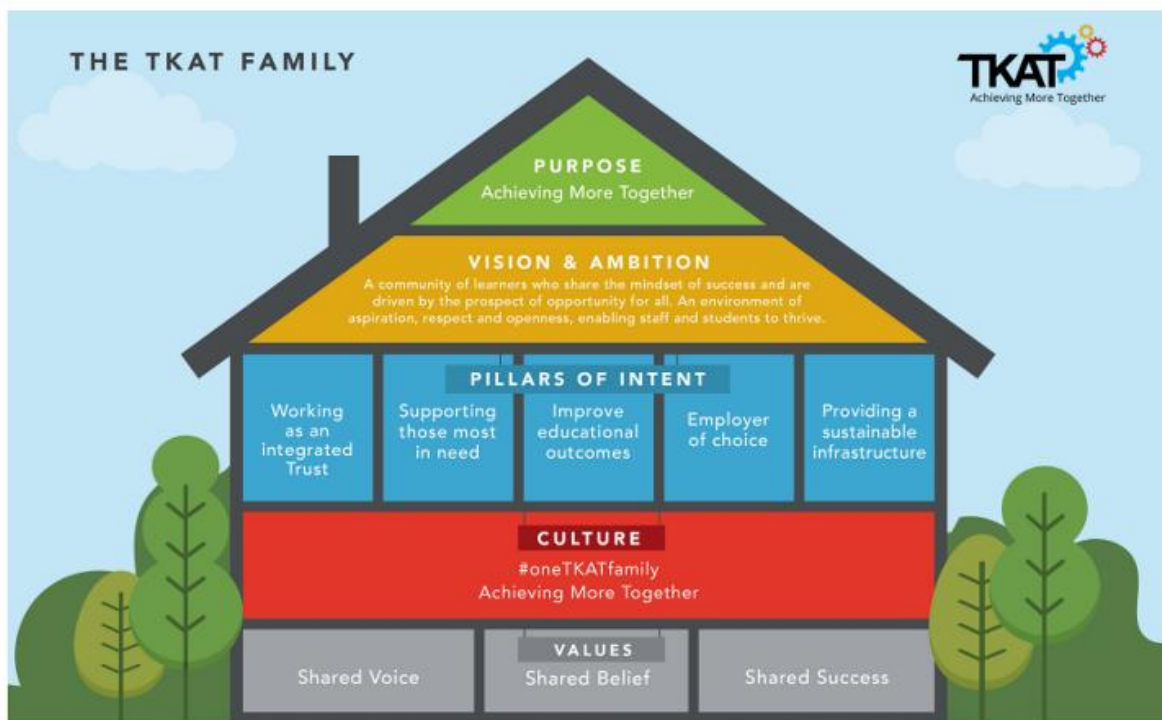 THE TKAT FAMILY
TKAT
Achieving More Together
PURPOSE
Achieving More Together
VISION & AMBITION
A community of learners who share the mindset of success and are
driven by the prospect of opportunity for all. An environment of
aspiration, respect and openness, enabling staff and students to thrive.
PILLARS OF INTENT
Working
as an
integrated
Trust
Supporting
those most
in need
Improve
educational
outcomes
Employer
of choice
Providing a
sustainable
infrastructure
CULTURE
#oneTKATfamily
Achieving More Together
VALUES
Shared Voice
Shared Belief
Shared Success